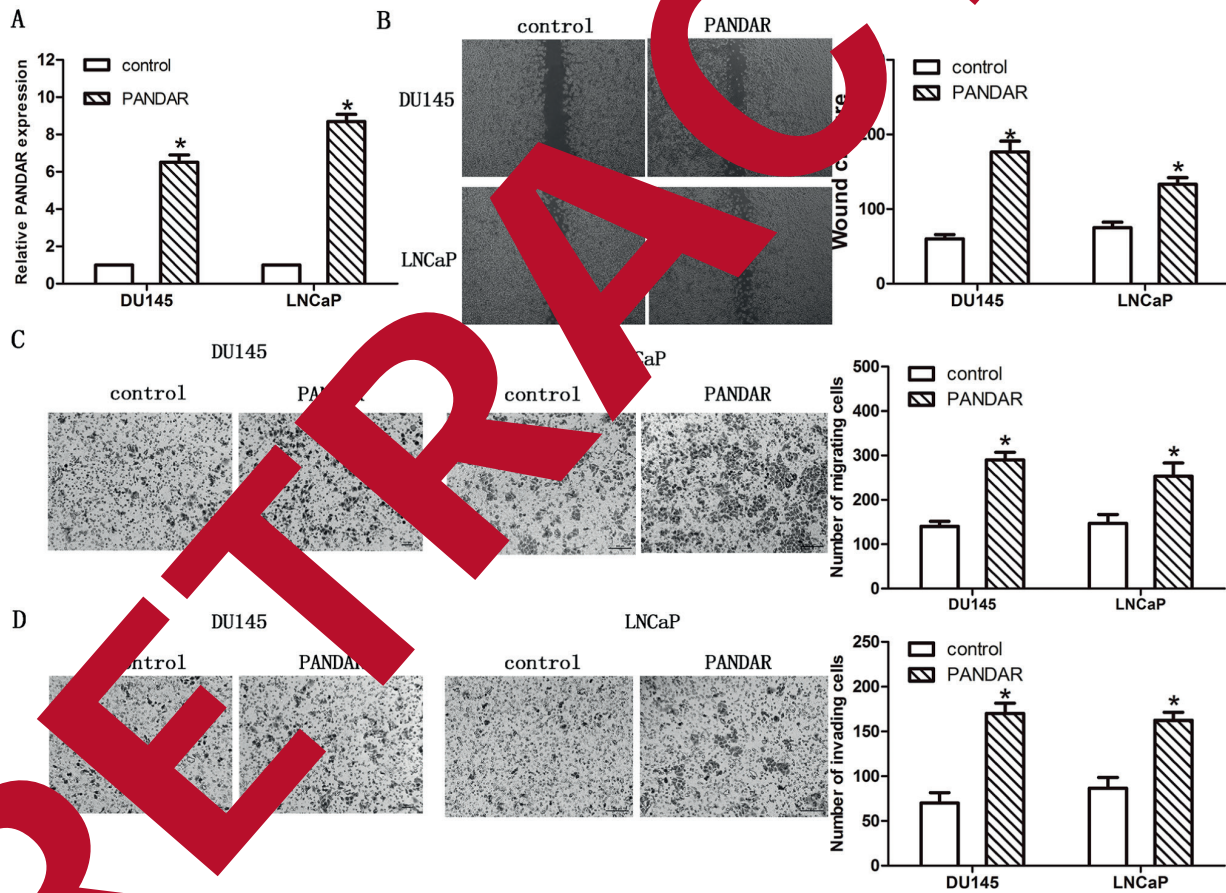 A
Relative PANDAR expression
12
10
8
6
4
2
0
control
PANDAR
*
*
DU145
LNCaP
B
control
PANDAR
DU145
LNCaP
Wound
200
100
0
control
PANDAR
*
*
DU145
LNCaP
C
DU145
control
control
PANDAR
Number of migrating cells
500
400
300
200
100
0
control
PANDAR
*
*
DU145
LNCaP
D
DU145
LNCaP
PANDAR
control
PANDAR
Number of invading cells
250
200
150
100
50
0
control
PANDAR
*
*
DU145
LNCaP
RETRAC